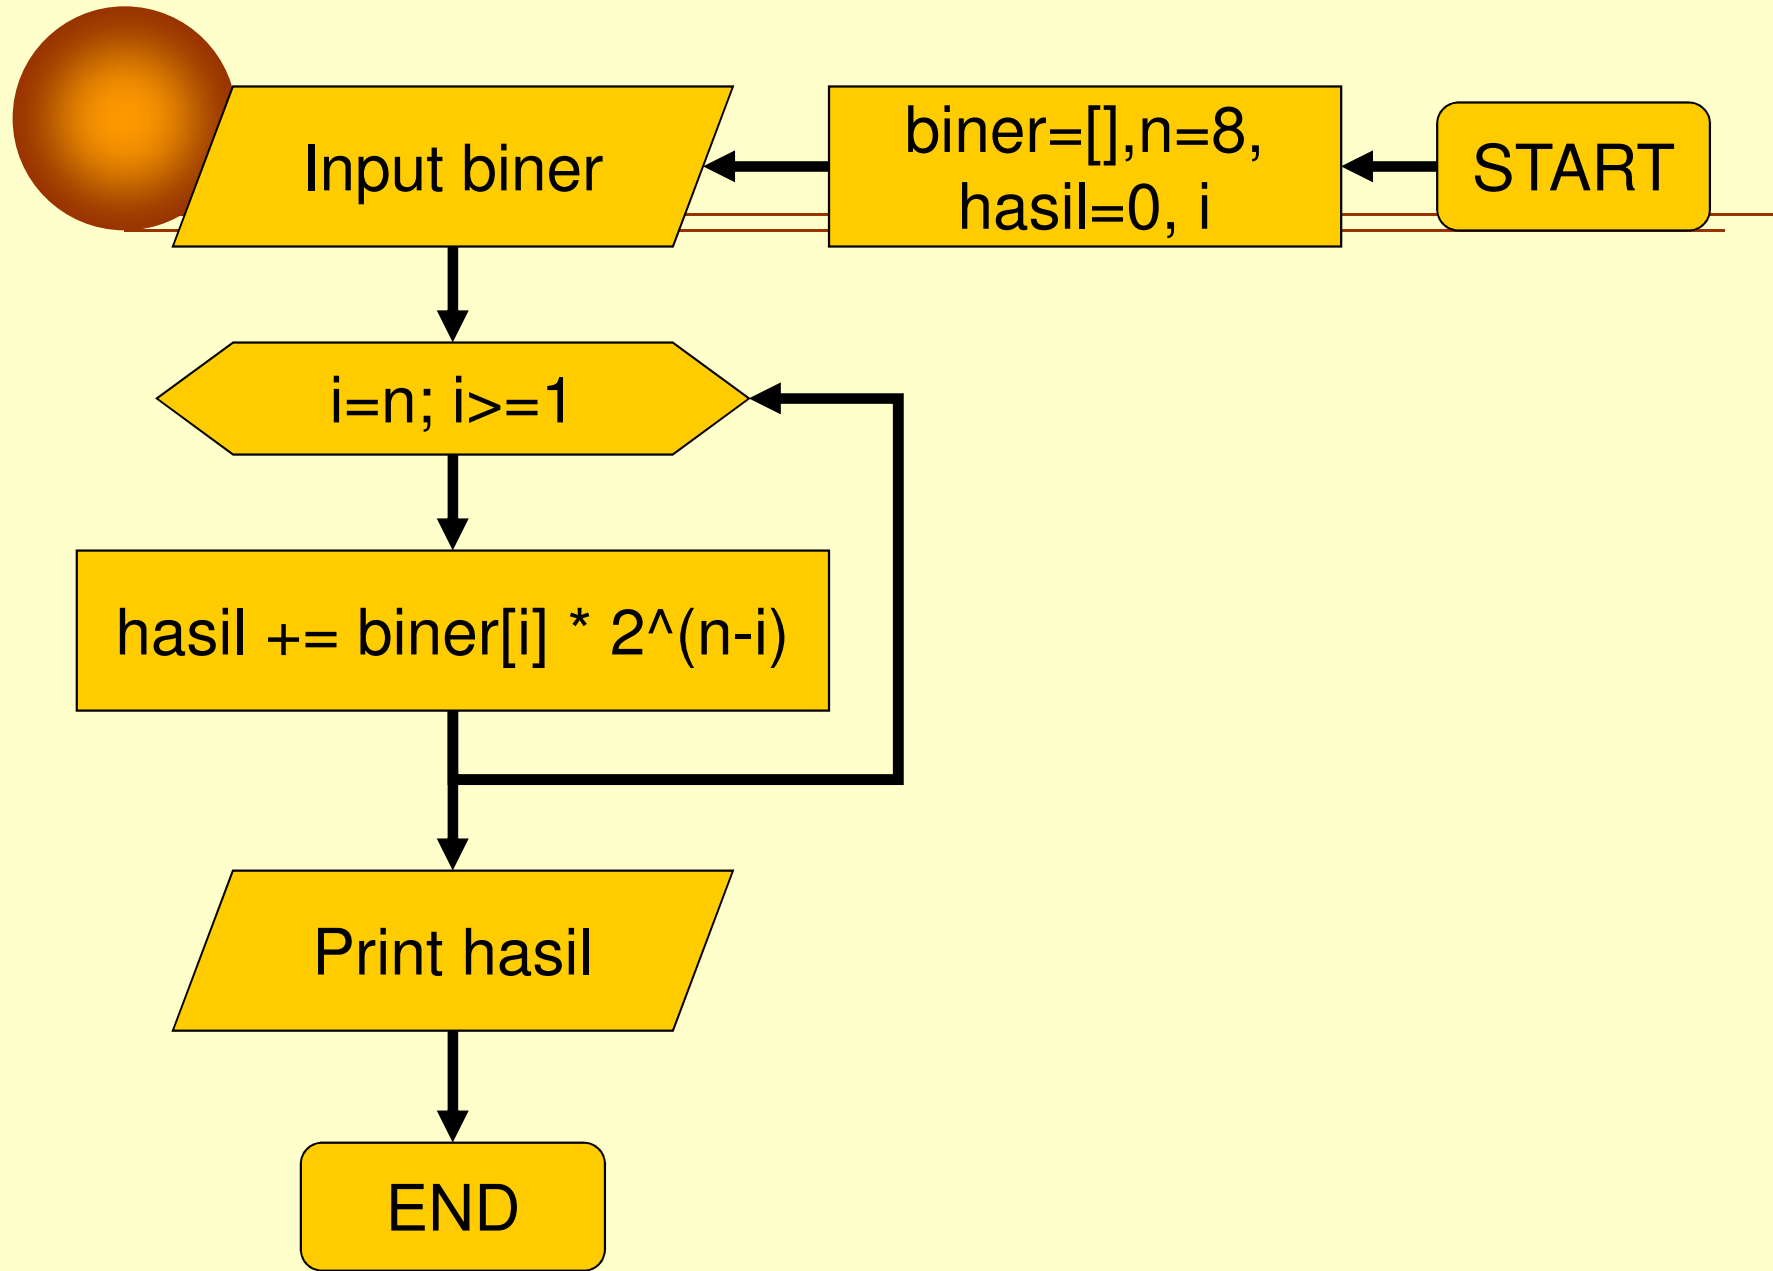 START
biner=[],n=8,
hasil=0, i
Input biner
i=n; i>=1
hasil += biner[i] * 2^(n-i)
Print hasil
END